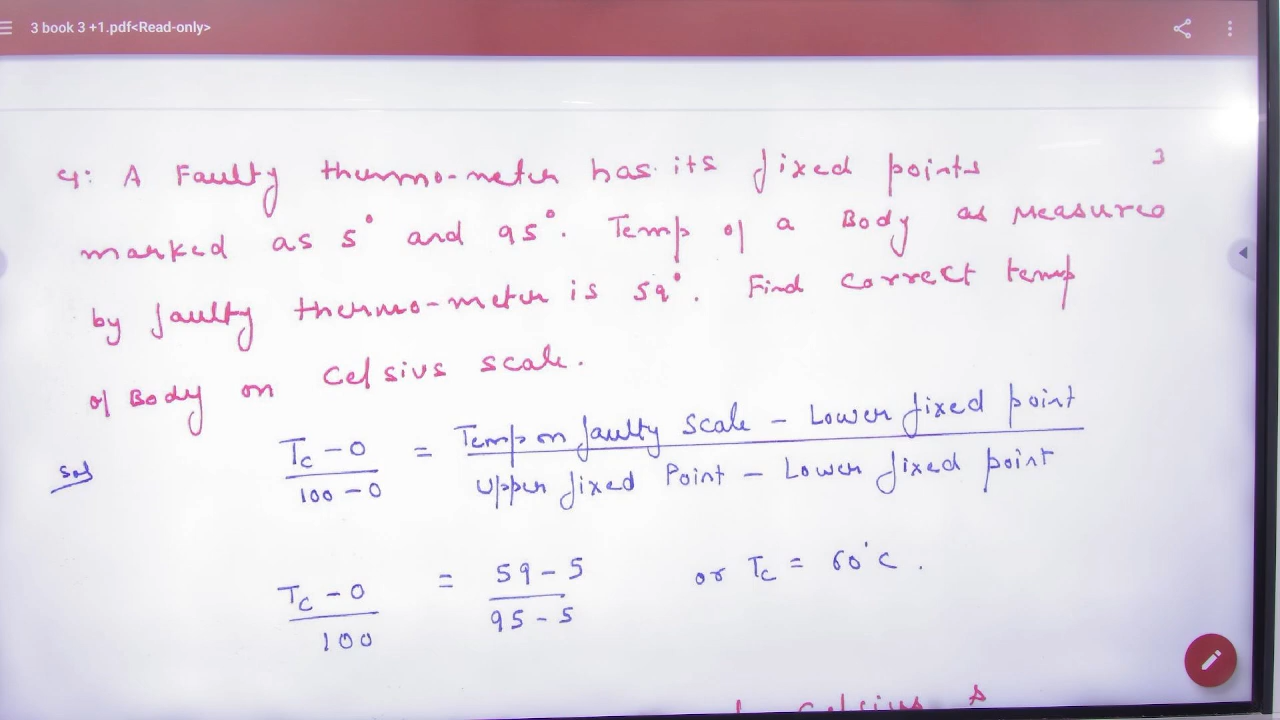 3 book 3 +1.pdf<Read-only>
3
Q: A Faulty thermo-meter has its fixed points
marked as 5° and 95°. Temp of a Body as Measured
by faulty thermo-meter is 59°. Find correct temp
of Body on Celsius scale.
Sol
Tc - 0 / 100 - 0 = Temp on faulty Scale - Lower fixed point / Upper fixed Point - Lower fixed point
Tc - 0 / 100 = 59 - 5 / 95 - 5 or Tc = 60°C.
Celsius